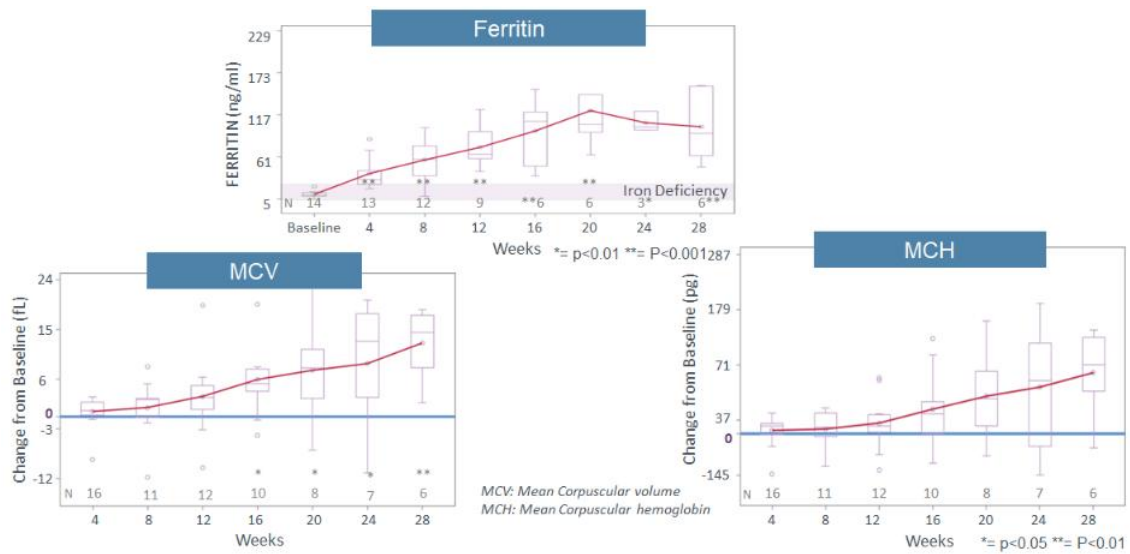 Ferritin
FERRITIN (ng/ml)
229
173
117
61
5
Iron Deficiency
N 14 13 12 9 **6 6 3* 6**
** ** ** **
Baseline 4 8 12 16 20 24 28
Weeks
*= p<0.01 **= P<0.001
MCV
Change from Baseline (fL)
24
15
6
0
-3
-12
* * * **
N 16 11 12 10 8 7 6
4 8 12 16 20 24 28
Weeks
MCV: Mean Corpuscular volume
MCH: Mean Corpuscular hemoglobin
MCH
Change from Baseline (pg)
287
179
71
37
0
-145
N 16 11 12 10 8 7 6
4 8 12 16 20 24 28
Weeks
*= p<0.05 **= P<0.01